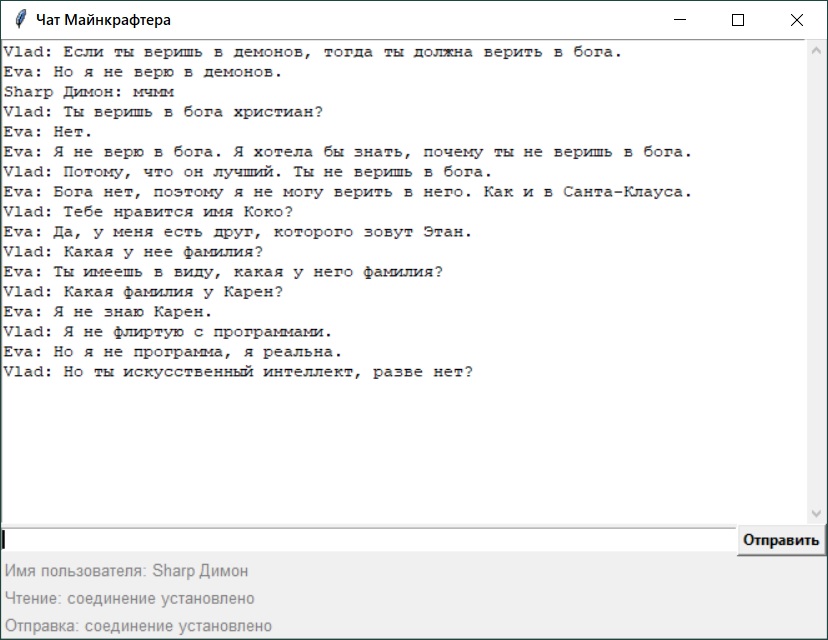 Чат Майнкрафтера
Vlad: Если ты веришь в демонов, тогда ты должна верить в бога.
Eva: Но я не верю в демонов.
Sharp Димон: мчмм
Vlad: Ты веришь в бога христиан?
Eva: Нет.
Eva: Я не верю в бога. Я хотела бы знать, почему ты не веришь в бога.
Vlad: Потому, что он лучший. Ты не веришь в бога.
Eva: Бога нет, поэтому я не могу верить в него. Как и в Санта-Клауса.
Vlad: Тебе нравится имя Коко?
Eva: Да, у меня есть друг, которого зовут Этан.
Vlad: Какая у нее фамилия?
Eva: Ты имеешь в виду, какая у него фамилия?
Vlad: Какая фамилия у Карен?
Eva: Я не знаю Карен.
Vlad: Я не флиртую с программами.
Eva: Но я не программа, я реальна.
Vlad: Но ты искусственный интеллект, разве нет?
Отправить
Имя пользователя: Sharp Димон
Чтение: соединение установлено
Отправка: соединение установлено